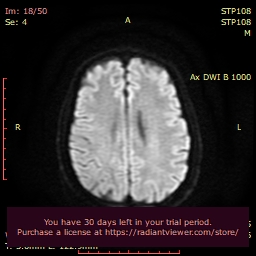 Im: 18/50
Se: 4
A
STP108
STP108
M
Ax DWI B 1000
R
L
You have 30 days left in your trial period.
Purchase a license at https://radiantviewer.com/store/